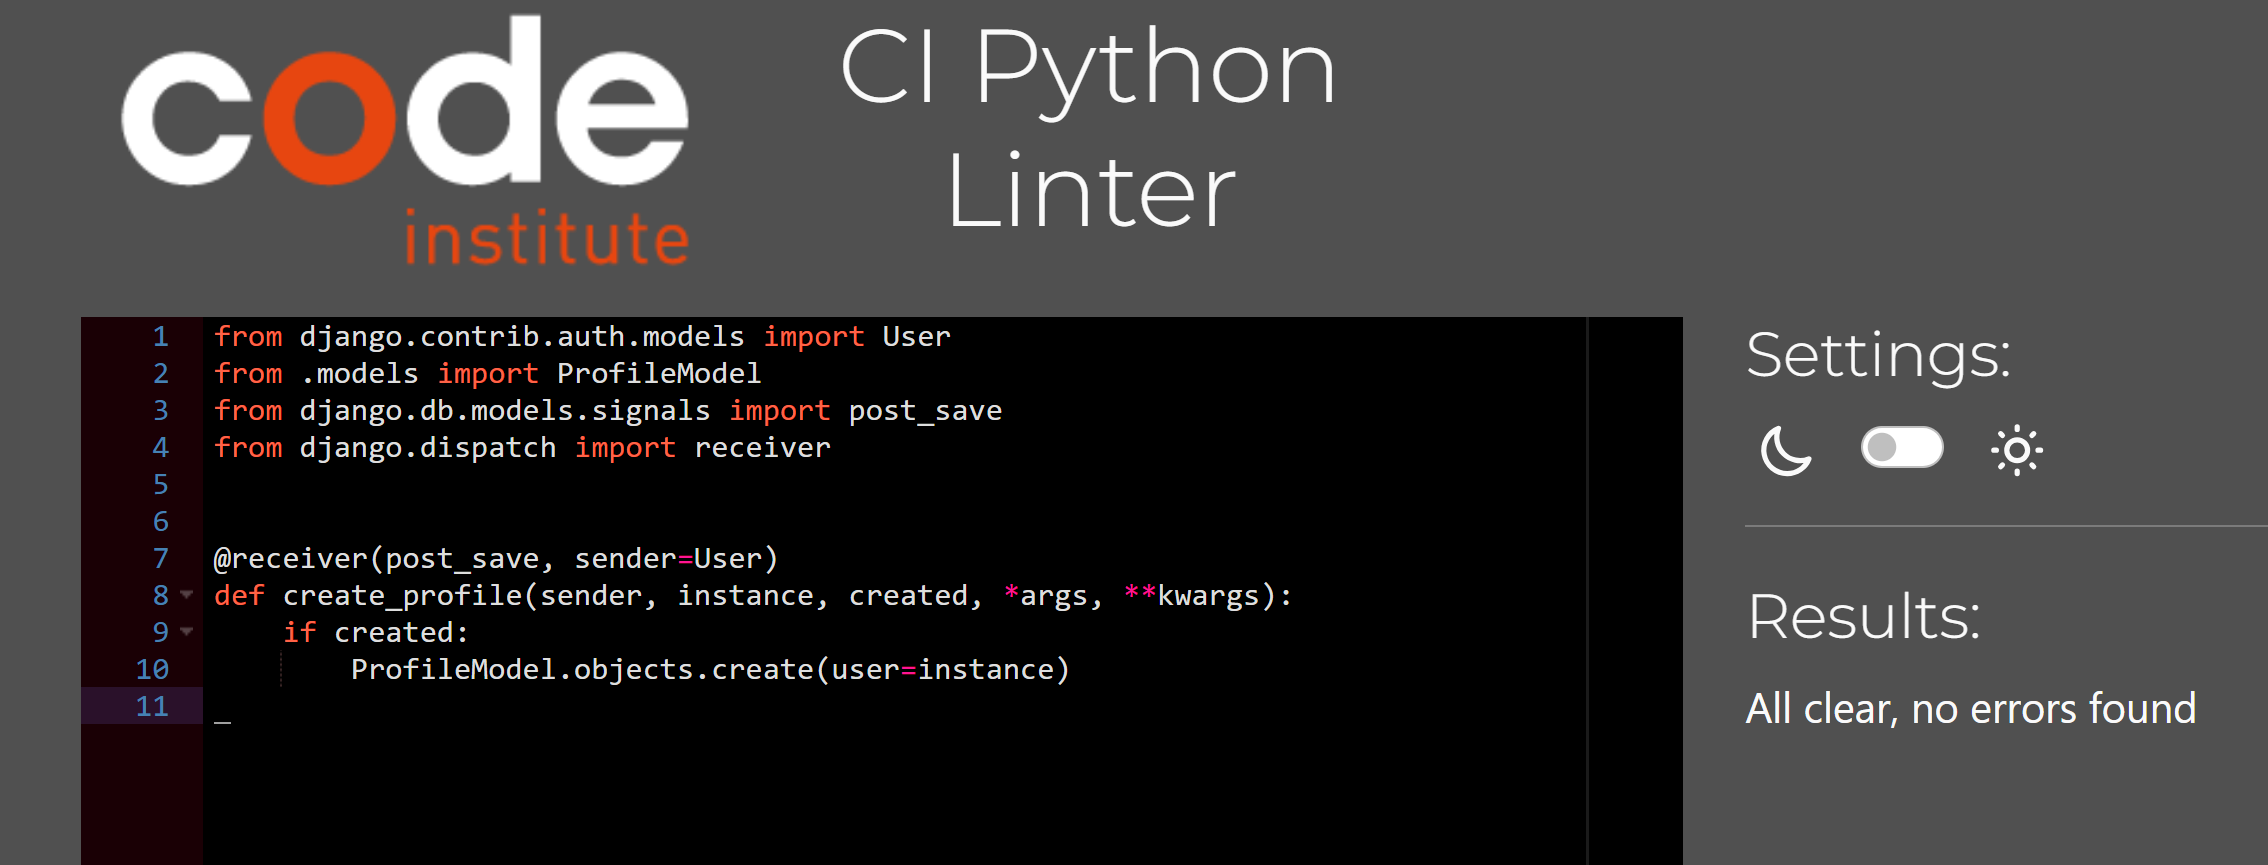 code
institute
CI Python
Linter
1 from django.contrib.auth.models import User
2 from .models import ProfileModel
3 from django.db.models.signals import post_save
4 from django.dispatch import receiver
5
6
7 @receiver(post_save, sender=User)
8 def create_profile(sender, instance, created, *args, **kwargs):
9     if created:
10         ProfileModel.objects.create(user=instance)
11
Settings:
Results:
All clear, no errors found